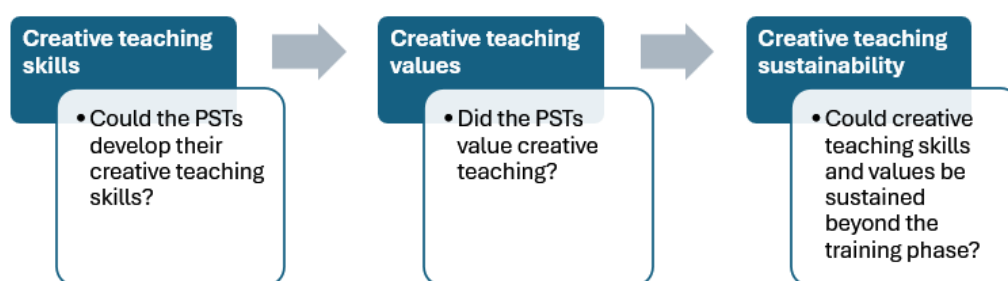 Creative teaching
skills
• Could the PSTs
develop their
creative teaching
skills?
Creative teaching
values
• Did the PSTs
value creative
teaching?
Creative teaching
sustainability
• Could creative
teaching skills
and values be
sustained
beyond the
training phase?